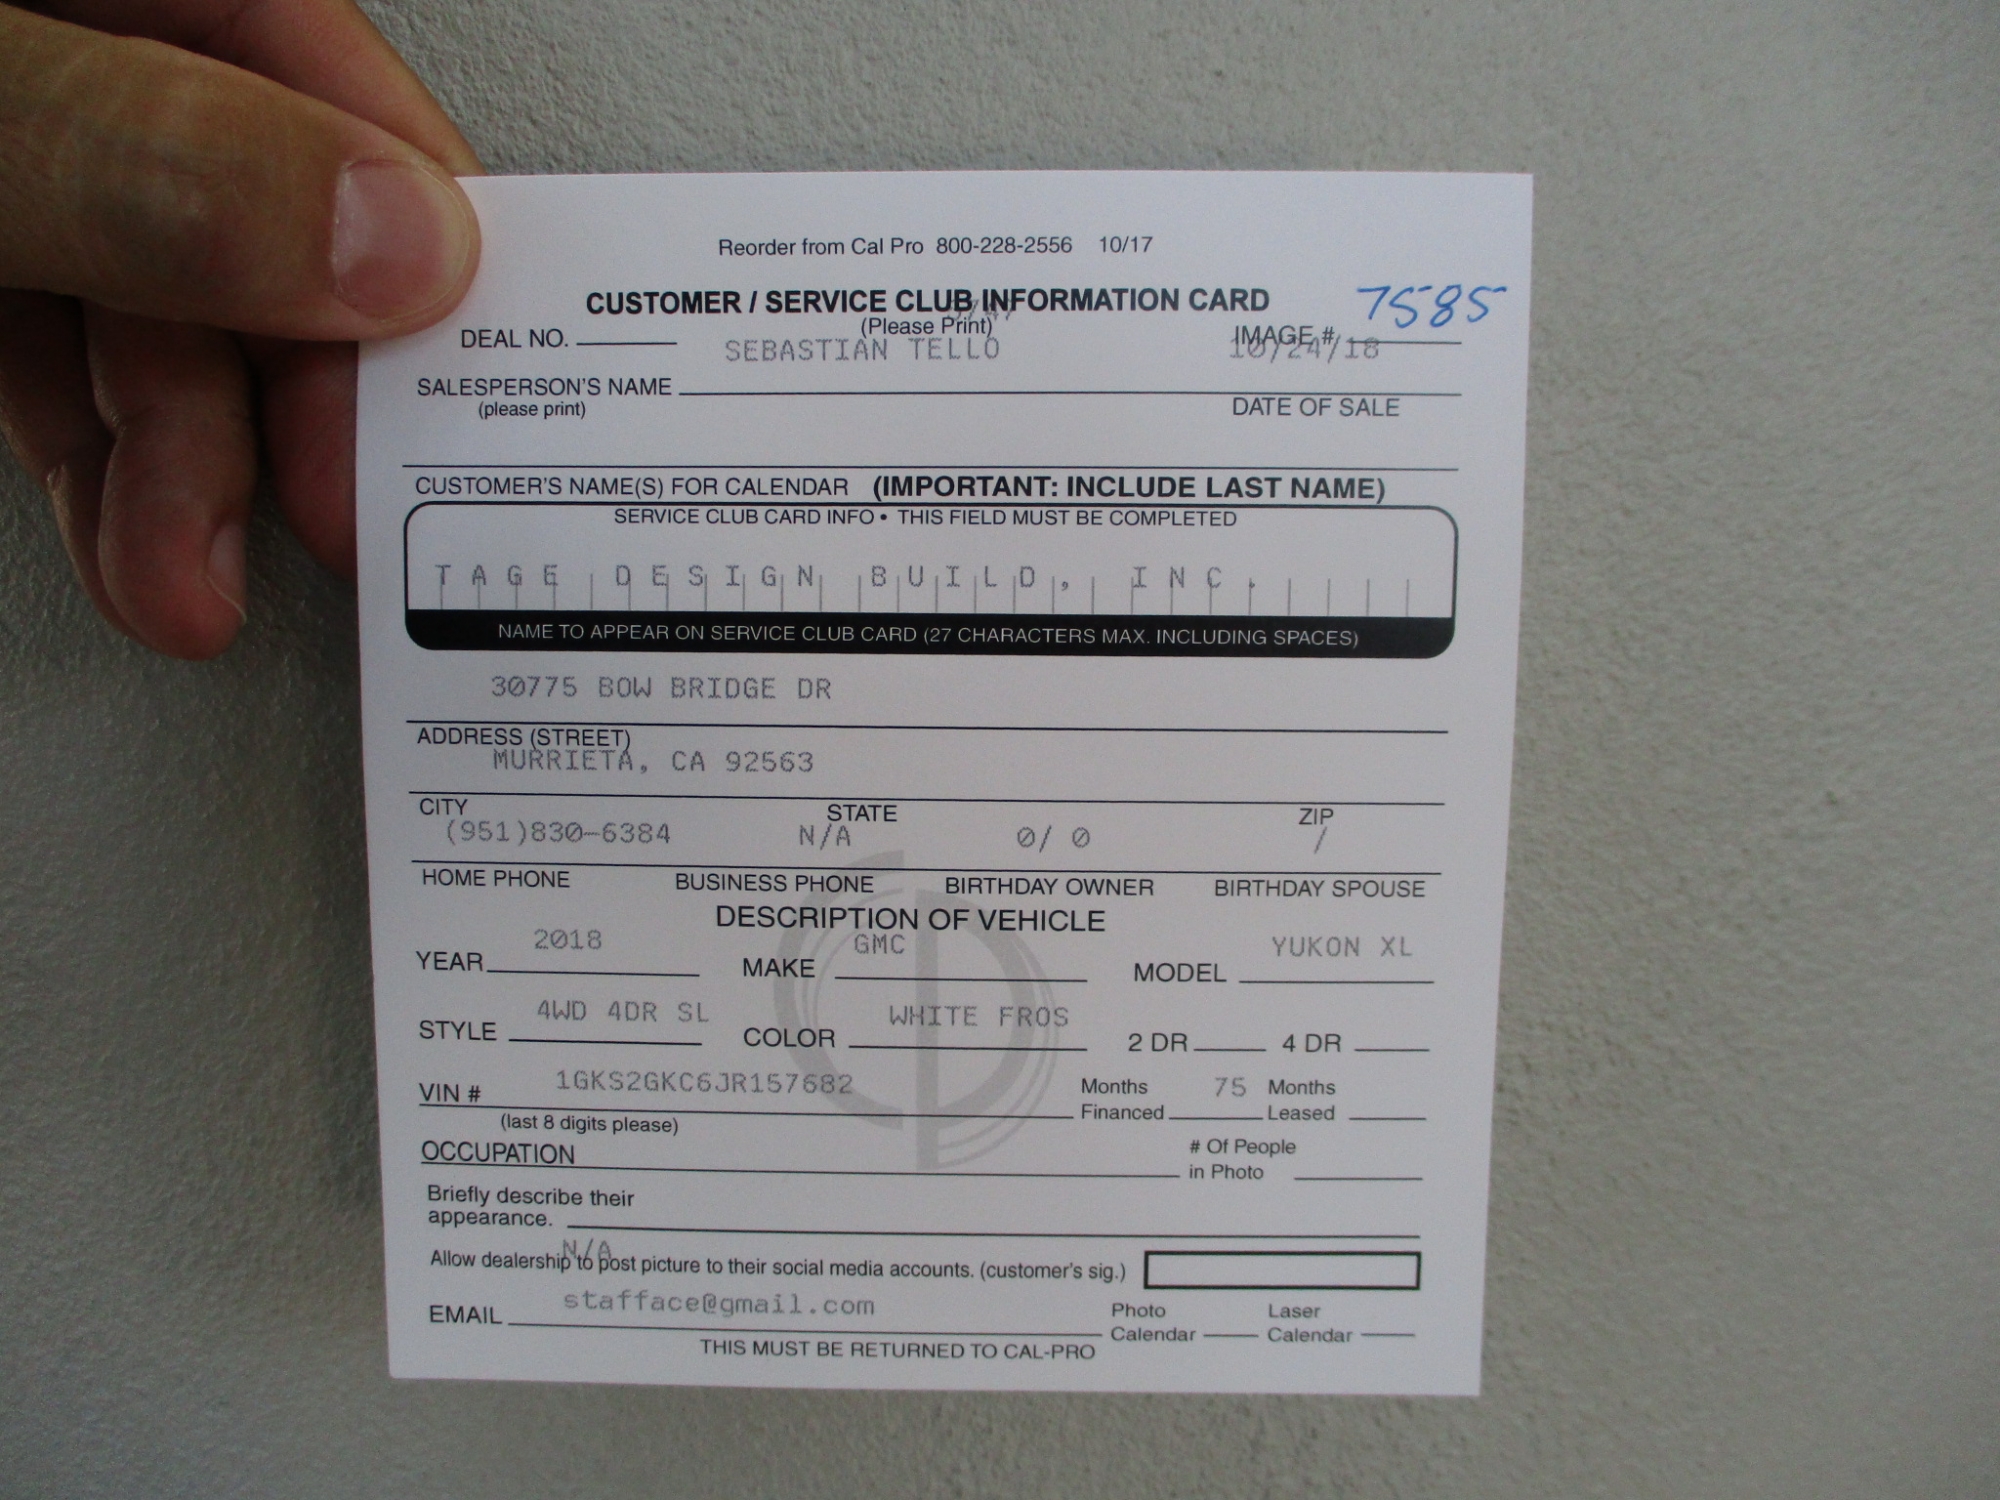 Reorder from Cal Pro 800-228-2556 10/17
CUSTOMER / SERVICE CLUB INFORMATION CARD 7585
(Please Print)
DEAL NO. IMAGE #
SEBASTIAN TELLO 10/24/18
SALESPERSON'S NAME
(please print) DATE OF SALE
CUSTOMER'S NAME(S) FOR CALENDAR (IMPORTANT: INCLUDE LAST NAME)
SERVICE CLUB CARD INFO • THIS FIELD MUST BE COMPLETED
TAGE DESIGN BUILD, INC.
NAME TO APPEAR ON SERVICE CLUB CARD (27 CHARACTERS MAX. INCLUDING SPACES)
30775 BOW BRIDGE DR
ADDRESS (STREET)
MURRIETA, CA 92563
CITY STATE ZIP
(951)830-6384 N/A 0/ 0 /
HOME PHONE BUSINESS PHONE BIRTHDAY OWNER BIRTHDAY SPOUSE
DESCRIPTION OF VEHICLE
2018 GMC YUKON XL
YEAR MAKE MODEL
4WD 4DR SL WHITE FROS
STYLE COLOR 2 DR 4 DR
VIN # 1GKS2GKC6JR157682 Months Financed 75 Months Leased
(last 8 digits please)
OCCUPATION # Of People in Photo
Briefly describe their
appearance.
N/A
Allow dealership to post picture to their social media accounts. (customer's sig.)
EMAIL stafface@gmail.com Photo Calendar Laser Calendar
THIS MUST BE RETURNED TO CAL-PRO